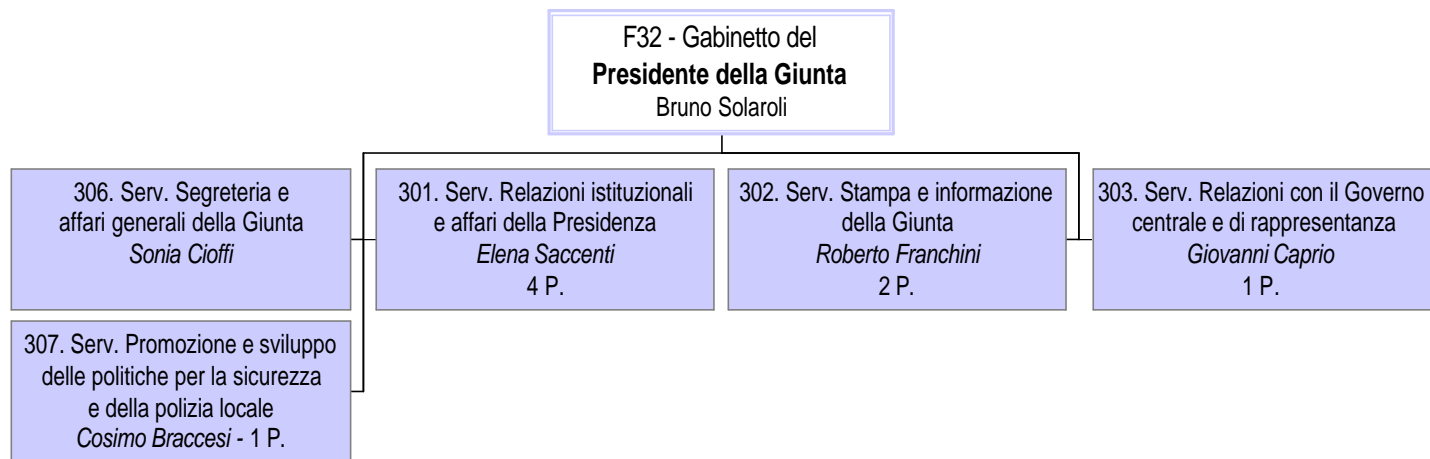 F32 - Gabinetto del
Presidente della Giunta
Bruno Solaroli
306. Serv. Segreteria e
affari generali della Giunta
Sonia Cioffi
301. Serv. Relazioni istituzionali
e affari della Presidenza
Elena Saccenti
4 P.
302. Serv. Stampa e informazione
della Giunta
Roberto Franchini
2 P.
303. Serv. Relazioni con il Governo
centrale e di rappresentanza
Giovanni Caprio
1 P.
307. Serv. Promozione e sviluppo
delle politiche per la sicurezza
e della polizia locale
Cosimo Braccesi - 1 P.